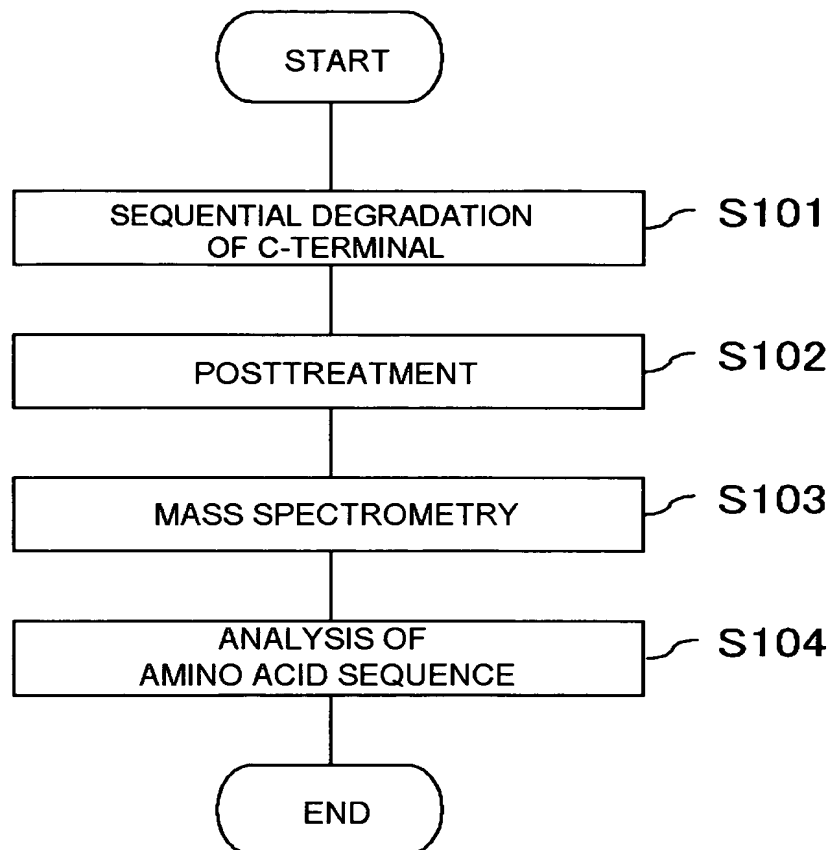 START
SEQUENTIAL DEGRADATION
OF C-TERMINAL
S101
POSTTREATMENT
S102
MASS SPECTROMETRY
S103
ANALYSIS OF
AMINO ACID SEQUENCE
S104
END